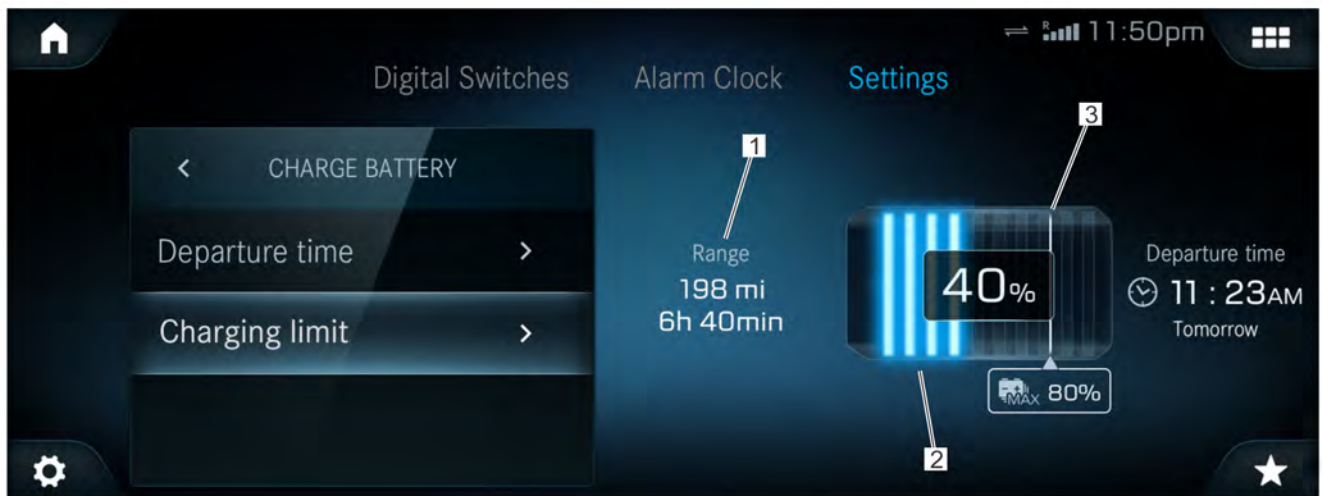 R 11:50pm
Digital Switches Alarm Clock Settings
3
1
CHARGE BATTERY
Departure time
Charging limit
Range
198 mi
6h 40min
40%
Departure time
11 : 23AM
Tomorrow
MAX 80%
2